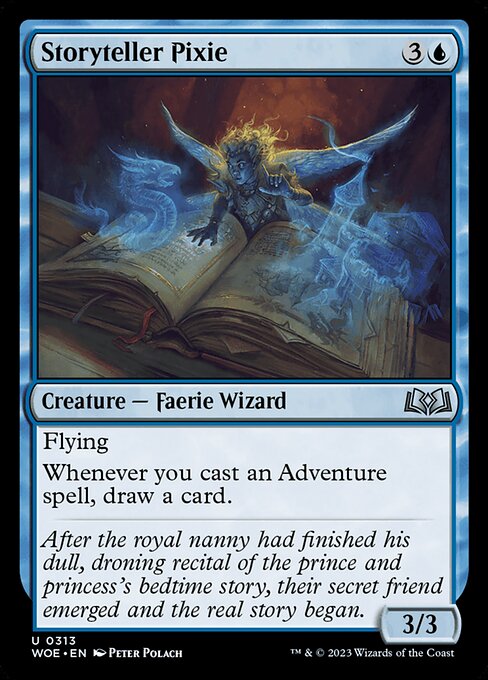 Storyteller Pixie 3
Creature — Faerie Wizard
Flying
Whenever you cast an Adventure
spell, draw a card.
After the royal nanny had finished his
dull, droning recital of the prince and
princess's bedtime story, their secret friend
emerged and the real story began.
3/3
U 0313
WOE • EN Peter Polach
™ & © 2023 Wizards of the Coast